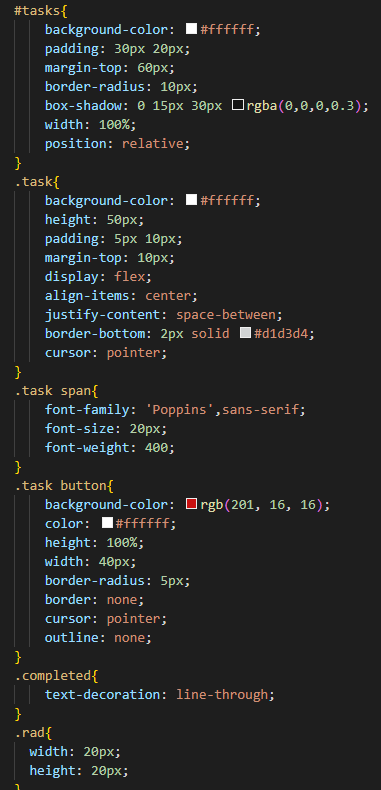 #tasks{
    background-color: #ffffff;
    padding: 30px 20px;
    margin-top: 60px;
    border-radius: 10px;
    box-shadow: 0 15px 30px rgba(0,0,0,0.3);
    width: 100%;
    position: relative;
}
.task{
    background-color: #ffffff;
    height: 50px;
    padding: 5px 10px;
    margin-top: 10px;
    display: flex;
    align-items: center;
    justify-content: space-between;
    border-bottom: 2px solid #d1d3d4;
    cursor: pointer;
}
.task span{
    font-family: 'Poppins',sans-serif;
    font-size: 20px;
    font-weight: 400;
}
.task button{
    background-color: rgb(201, 16, 16);
    color: #ffffff;
    height: 100%;
    width: 40px;
    border-radius: 5px;
    border: none;
    cursor: pointer;
    outline: none;
}
.completed{
    text-decoration: line-through;
}
.rad{
  width: 20px;
  height: 20px;
}